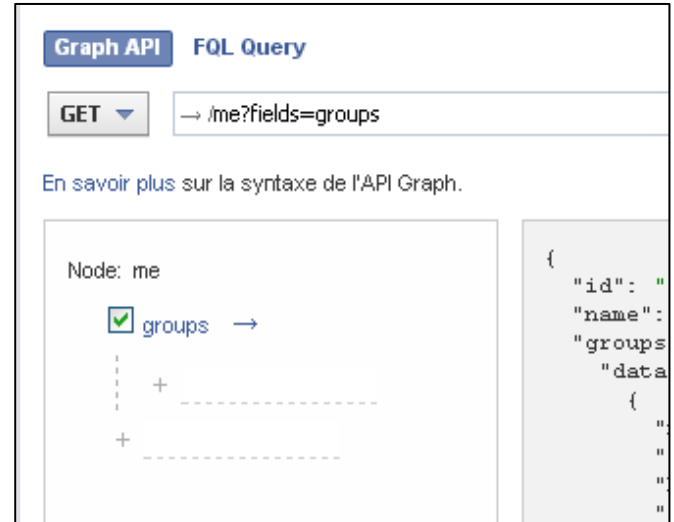 Graph API FQL Query
GET → /me?fields=groups
En savoir plus sur la syntaxe de l'API Graph.
Node: me
groups →
+
+
{
"id": "
"name":
"groups
"data
{
"
"
"
"